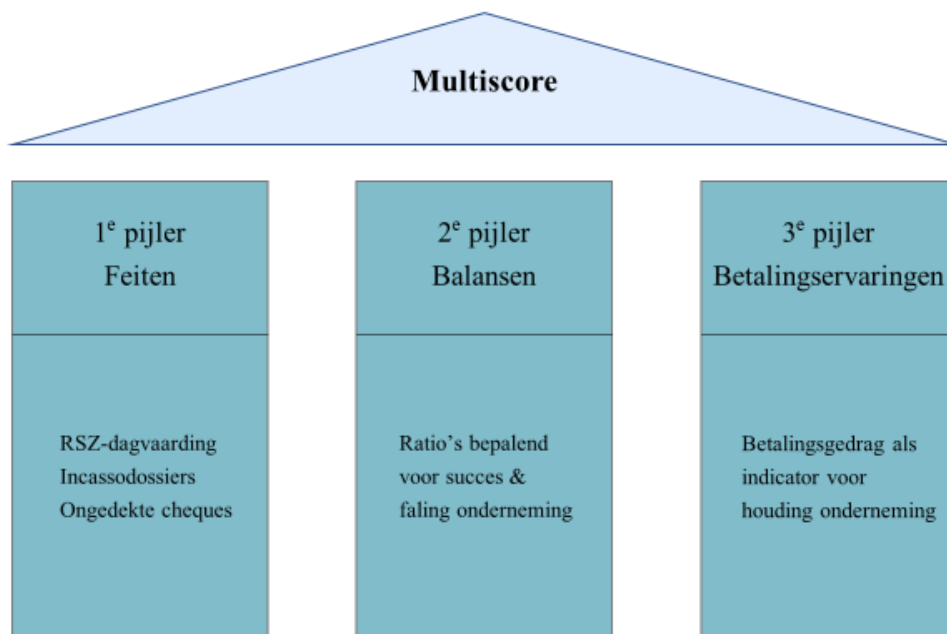 Multiscore
1e pijler
Feiten
RSZ-dagvaarding
Incassodossiers
Ongedekte cheques
2e pijler
Balansen
Ratio's bepalend
voor succes &
faling onderneming
3e pijler
Betalingservaringen
Betalingsgedrag als
indicator voor
houding onderneming